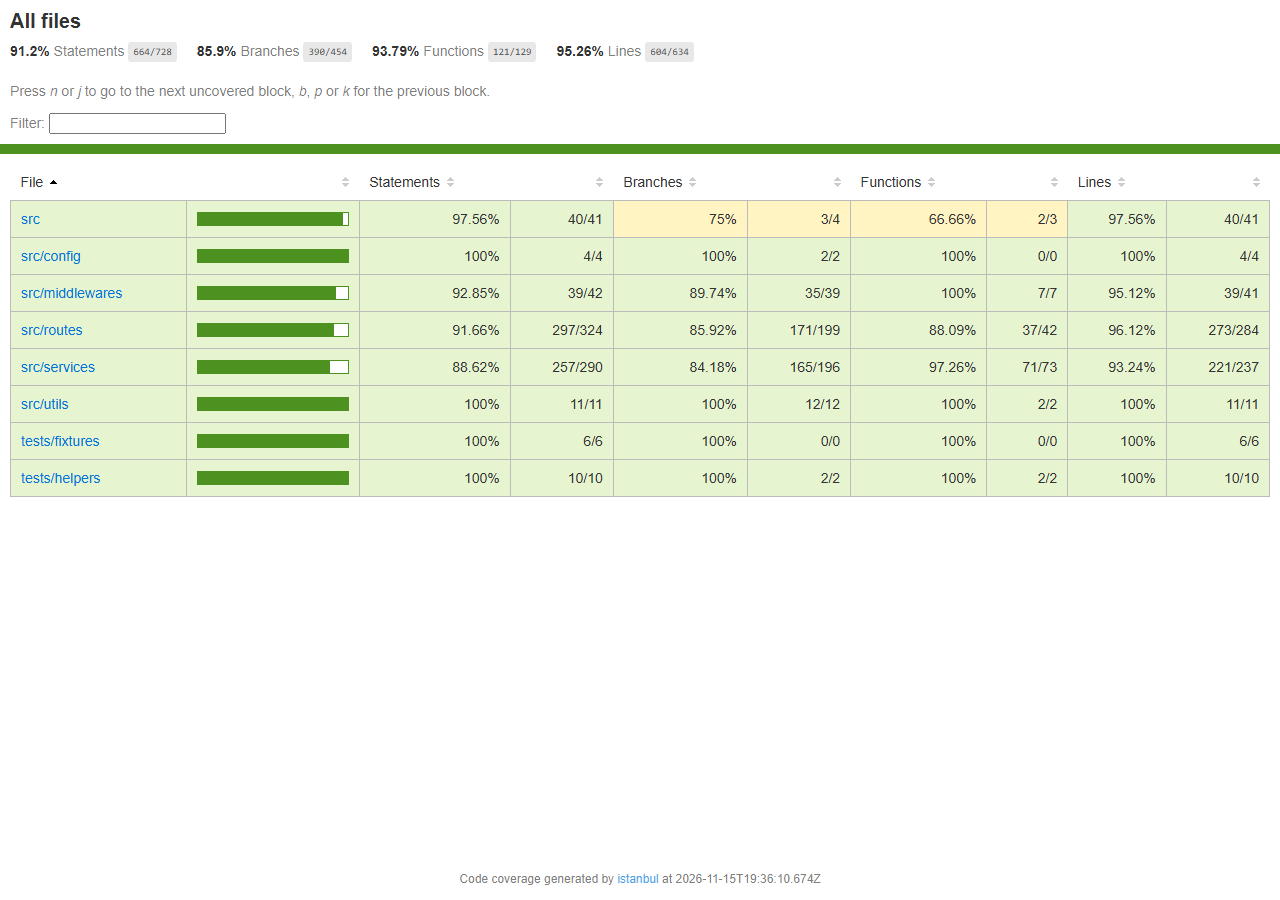 All files
91.2% Statements 664/728 85.9% Branches 390/454 93.79% Functions 121/129 95.26% Lines 604/634
Press n or j to go to the next uncovered block, b, p or k for the previous block.
Filter:
File Statements Branches Functions Lines
src 97.56% 40/41 75% 3/4 66.66% 2/3 97.56% 40/41
src/config 100% 4/4 100% 2/2 100% 0/0 100% 4/4
src/middlewares 92.85% 39/42 89.74% 35/39 100% 7/7 95.12% 39/41
src/routes 91.66% 297/324 85.92% 171/199 88.09% 37/42 96.12% 273/284
src/services 88.62% 257/290 84.18% 165/196 97.26% 71/73 93.24% 221/237
src/utils 100% 11/11 100% 12/12 100% 2/2 100% 11/11
tests/fixtures 100% 6/6 100% 0/0 100% 0/0 100% 6/6
tests/helpers 100% 10/10 100% 2/2 100% 2/2 100% 10/10
Code coverage generated by istanbul at 2026-11-15T19:36:10.674Z